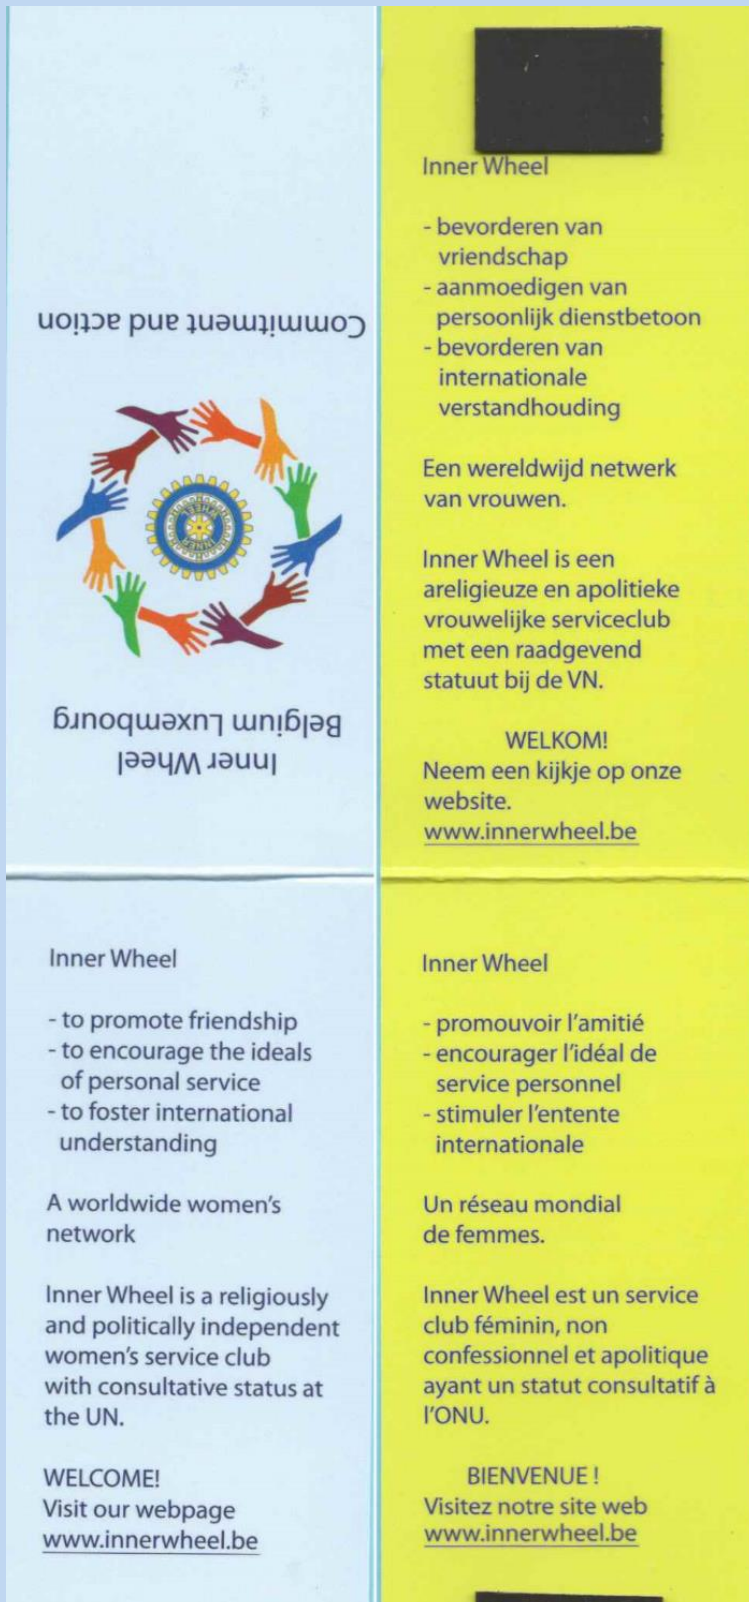 Inner Wheel
Belgium Luxembourg
INNER
WHEEL
Commitment and action
Inner Wheel
- bevorderen van
vriendschap
- aanmoedigen van
persoonlijk dienstbetoon
- bevorderen van
internationale
verstandhouding
Een wereldwijd netwerk
van vrouwen.
Inner Wheel is een
areligieuze en apolitieke
vrouwelijke serviceclub
met een raadgevend
statuut bij de VN.
WELKOM!
Neem een kijkje op onze
website.
www.innerwheel.be
Inner Wheel
- to promote friendship
- to encourage the ideals
of personal service
- to foster international
understanding
A worldwide women's
network
Inner Wheel is a religiously
and politically independent
women's service club
with consultative status at
the UN.
WELCOME!
Visit our webpage
www.innerwheel.be
Inner Wheel
- promouvoir l'amitié
- encourager l'idéal de
service personnel
- stimuler l'entente
internationale
Un réseau mondial
de femmes.
Inner Wheel est un service
club féminin, non
confessionnel et apolitique
ayant un statut consultatif à
l'ONU.
BIENVENUE !
Visitez notre site web
www.innerwheel.be